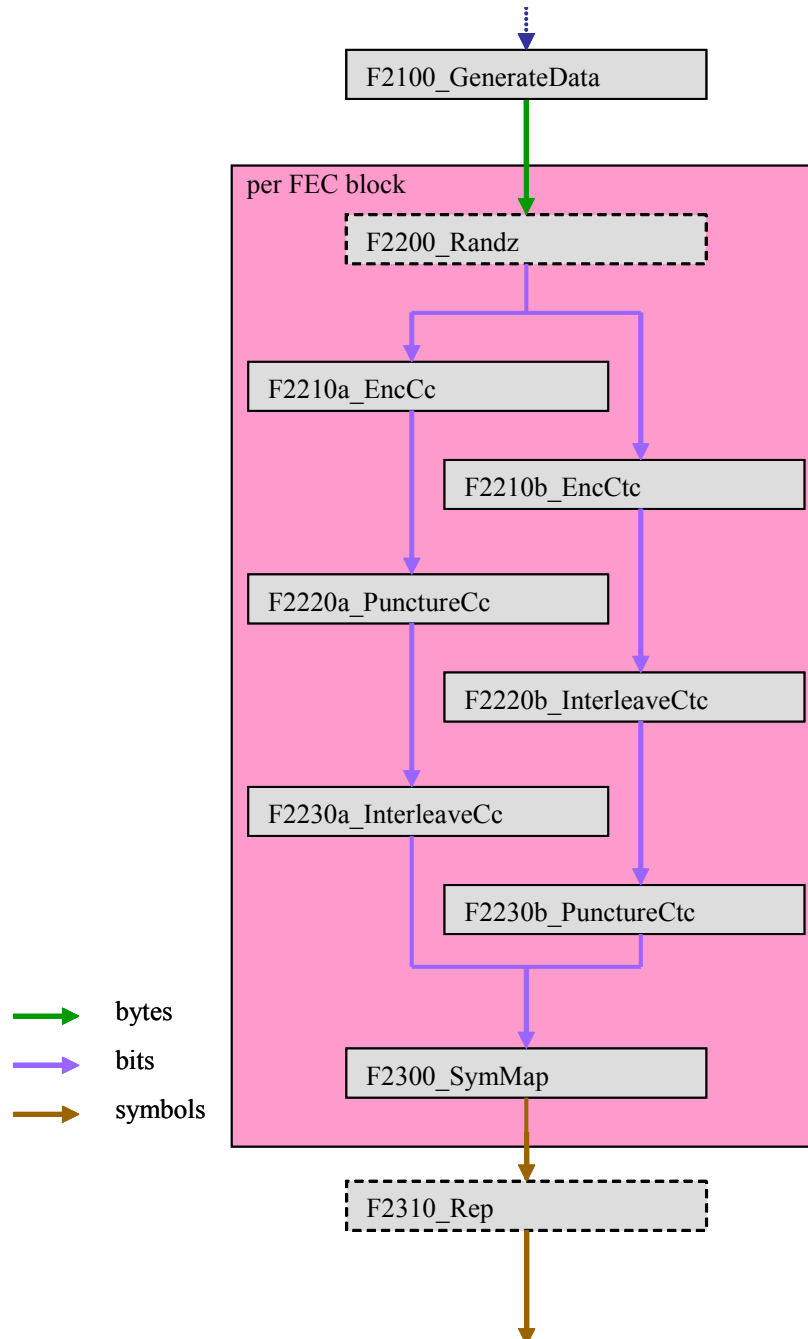 F2100_GenerateData
per FEC block
F2200_Randz
F2210a_EncCc
F2210b_EncCtc
F2220a_PunctureCc
F2220b_InterleaveCtc
F2230a_InterleaveCc
F2230b_PunctureCtc
bytes
bits
F2300_SymMap
symbols
F2310_Rep